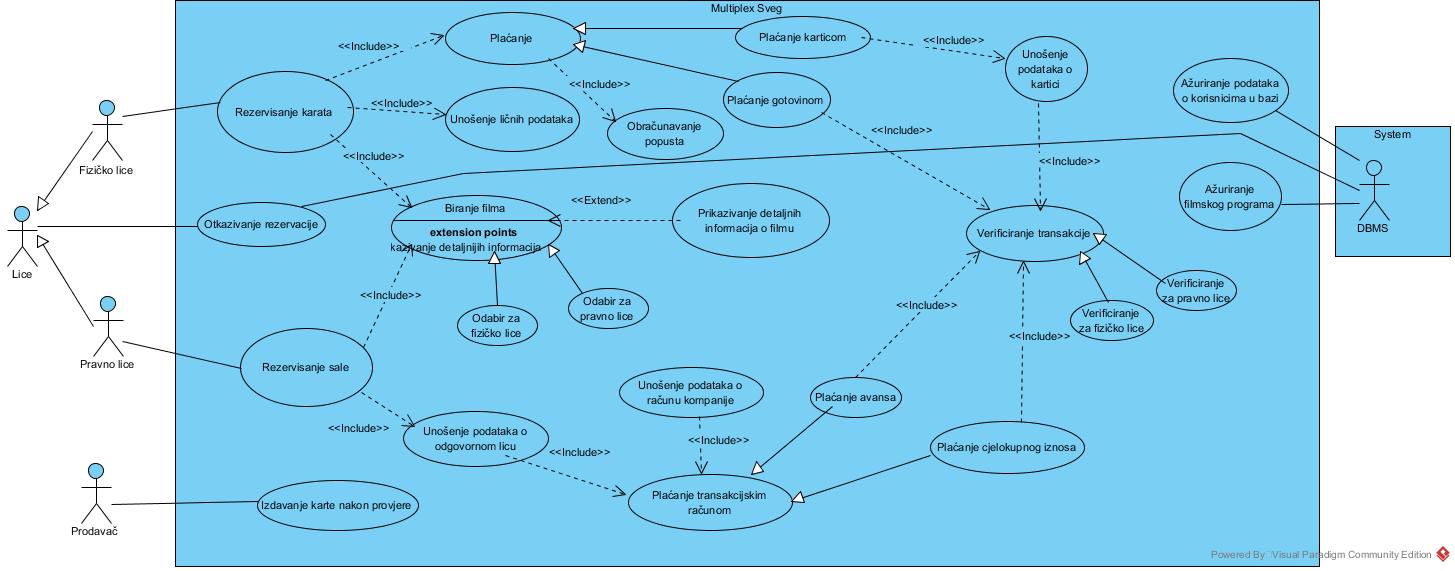 Multiplex Sveg
Plaćanje
Plaćanje karticom
<<Include>>
<<Include>>
Unošenje
podataka o
kartici
Ažuriranje podataka
o korisnicima u bazi
<<Include>>
Plaćanje gotovinom
Rezervisanje karata
<<Include>>
Unošenje ličnih podataka
Obračunavanje
popusta
<<Include>>
System
Fizičko lice
<<Include>>
<<Include>>
Ažuriranje
filmskog programa
<<Extend>>
Biranje filma
extension points
kazivanje detaljnijih informacija
Prikazivanje detaljnih
informacija o filmu
Otkazivanje rezervacije
Verificiranje transakcije
DBMS
Lice
<<Include>>
Odabir za
fizičko lice
Odabir za
pravno lice
<<Include>>
Verificiranje
za pravno lice
Verificiranje
za fizičko lice
<<Include>>
Pravno lice
Rezervisanje sale
Unošenje podataka o
računu kompanije
Plaćanje avansa
<<Include>>
Unošenje podataka o
odgovornom licu
<<Include>>
<<Include>>
Plaćanje cjelokupnog iznosa
Plaćanje transakcijskim
računom
Izdavanje karte nakon provjere
Prodavač
Powered By Visual Paradigm Community Edition